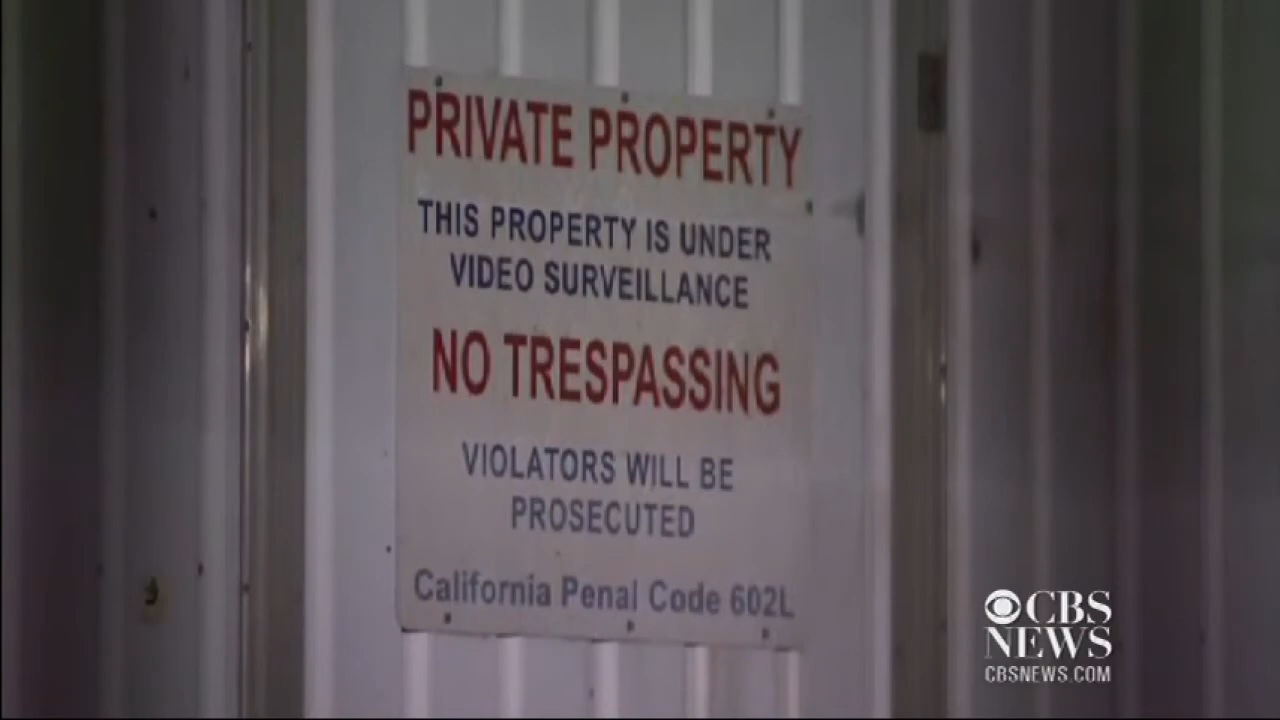 PRIVATE PROPERTY
THIS PROPERTY IS UNDER
VIDEO SURVEILLANCE
NO TRESPASSING
VIOLATORS WILL BE
PROSECUTED
California Penal Code 602L
CBS
NEWS
CBSNEWS.COM